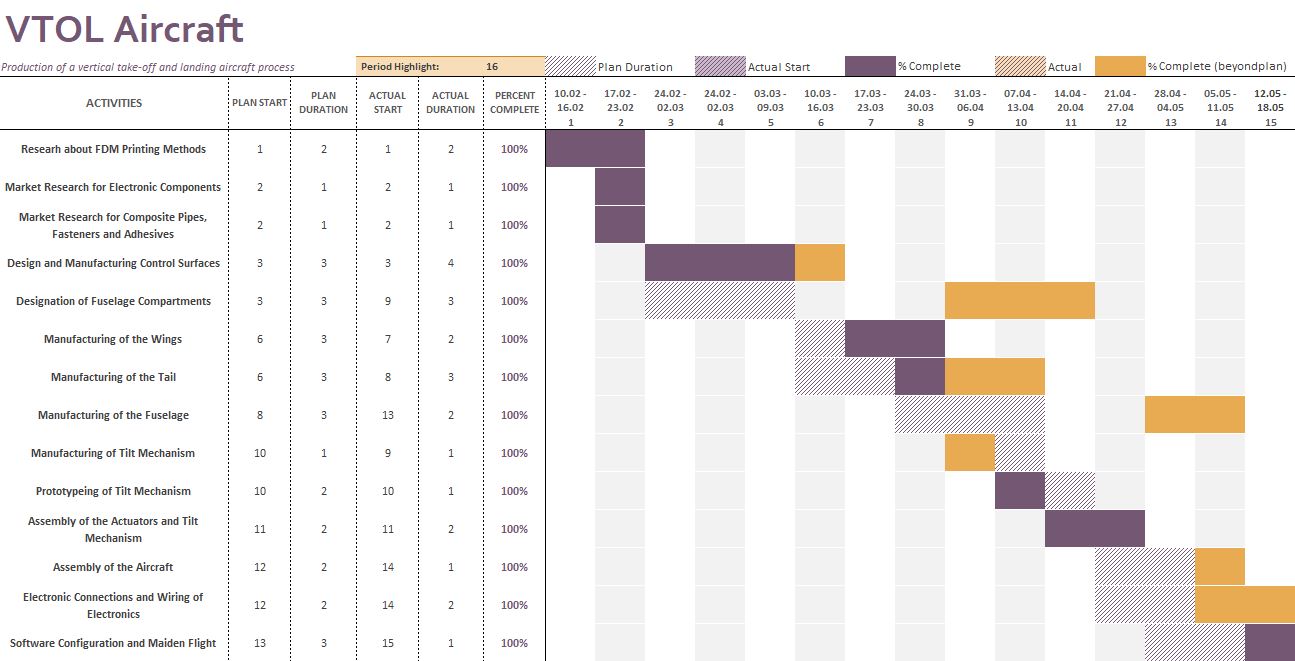 VTOL Aircraft
Production of a vertical take-off and landing aircraft process
Period Highlight: 16
Plan Duration
Actual Start
% Complete
Actual
% Complete (beyondplan)
ACTIVITIES
PLAN START
PLAN
DURATION
ACTUAL
START
ACTUAL
DURATION
PERCENT
COMPLETE
10.02 - 17.02 - 24.02 - 24.02 - 03.03 - 10.03 - 17.03 - 24.03 - 31.03 - 07.04 - 14.04 - 21.04 - 28.04 - 05.05 - 12.05 -
16.02 23.02 02.03 02.03 09.03 16.03 23.03 30.03 06.04 13.04 20.04 27.04 04.05 11.05 18.05
1 2 3 4 5 6 7 8 9 10 11 12 13 14 15
Researh about FDM Printing Methods 1 2 1 2 100%
Market Research for Electronic Components 2 1 2 1 100%
Market Research for Composite Pipes,
Fasteners and Adhesives 2 1 2 1 100%
Design and Manufacturing Control Surfaces 3 3 3 4 100%
Designation of Fuselage Compartments 3 3 9 3 100%
Manufacturing of the Wings 6 3 7 2 100%
Manufacturing of the Tail 6 3 8 3 100%
Manufacturing of the Fuselage 8 3 13 2 100%
Manufacturing of Tilt Mechanism 10 1 9 1 100%
Prototypeing of Tilt Mechanism 10 2 10 1 100%
Assembly of the Actuators and Tilt
Mechanism 11 2 11 2 100%
Assembly of the Aircraft 12 2 14 1 100%
Electronic Connections and Wiring of
Electronics 12 2 14 2 100%
Software Configuration and Maiden Flight 13 3 15 1 100%